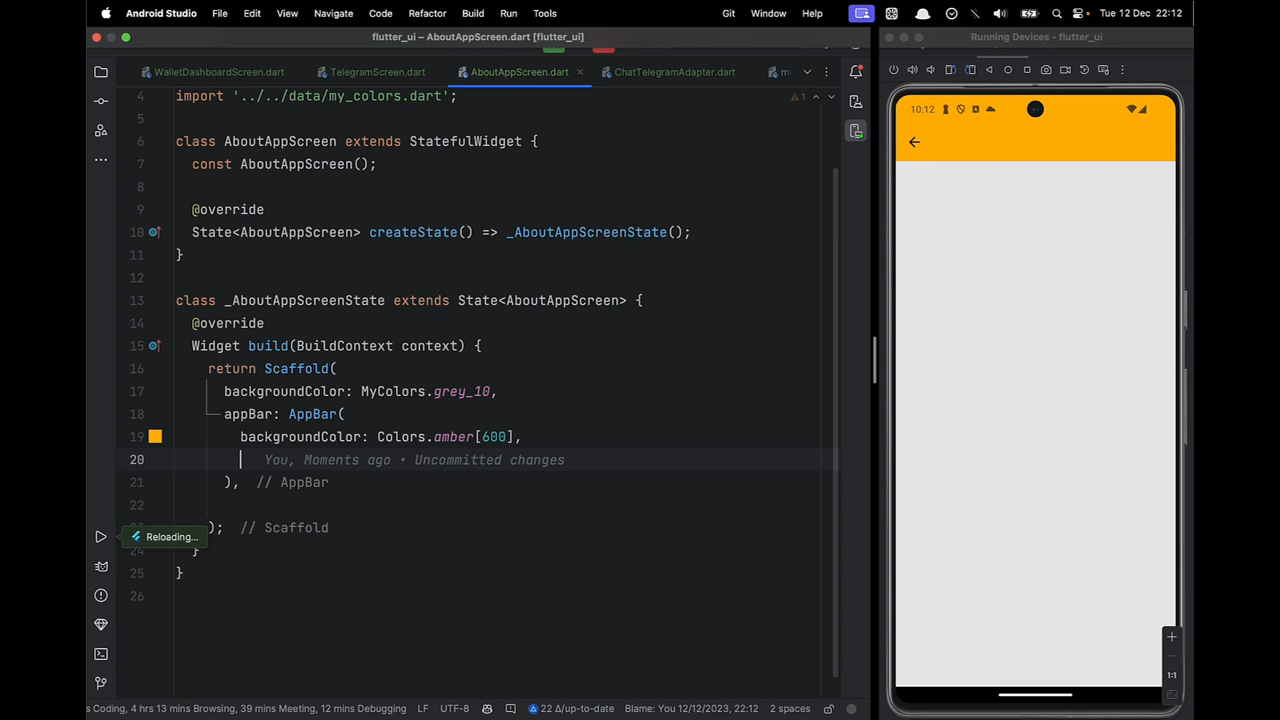 Android Studio File Edit View Navigate Code Refactor Build Run Tools Git Window Help Tue 12 Dec 22:12
flutter_ui – AboutAppScreen.dart [flutter_ui]
Running Devices - flutter_ui
WalletDashboardScreen.dart TelegramScreen.dart AboutAppScreen.dart ChatTelegramAdapter.dart
4 import '../../data/my_colors.dart'; 1
5
6 class AboutAppScreen extends StatefulWidget {
7 const AboutAppScreen();
8
9 @override
10 State<AboutAppScreen> createState() => _AboutAppScreenState();
11 }
12
13 class _AboutAppScreenState extends State<AboutAppScreen> {
14 @override
15 Widget build(BuildContext context) {
16 return Scaffold(
17 backgroundColor: MyColors.grey_10,
18 appBar: AppBar(
19 backgroundColor: Colors.amber[600],
20 You, Moments ago • Uncommitted changes
21 ), // AppBar
22
); // Scaffold
Reloading...
24 }
25 }
26
10:12
1:1
s Coding, 4 hrs 13 mins Browsing, 39 mins Meeting, 12 mins Debugging LF UTF-8 22 Δ/up-to-date Blame: You 12/12/2023, 22:12 2 spaces